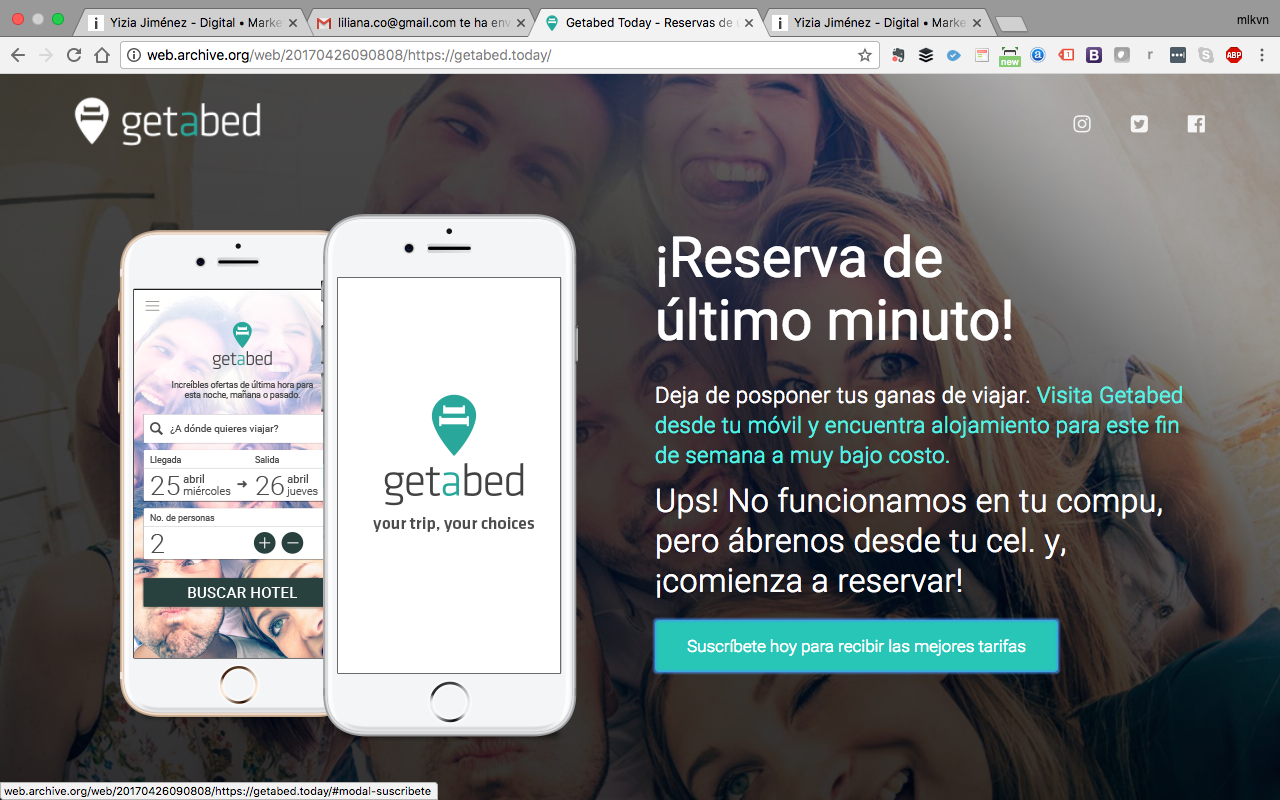 Yizia Jiménez - Digital • Marke
liliana.co@gmail.com te ha env
Getabed Today - Reservas de u
Yizia Jiménez - Digital • Marke
mlkvn
web.archive.org/web/20170426090808/https://getabed.today/
new
a
1
B
r
S
ABP
getabed
¡Reserva de
último minuto!
Deja de posponer tus ganas de viajar. Visita Getabed
desde tu móvil y encuentra alojamiento para este fin
de semana a muy bajo costo.
Ups! No funcionamos en tu compu,
pero ábrenos desde tu cel. y,
¡comienza a reservar!
Suscríbete hoy para recibir las mejores tarifas
getabed
Increíbles ofertas de última hora para
esta noche, mañana o pasado.
¿A dónde quieres viajar?
Llegada Salida
25 abril miércoles → 26 abril jueves
No. de personas
2
BUSCAR HOTEL
getabed
your trip, your choices
web.archive.org/web/20170426090808/https://getabed.today/#modal-suscribete